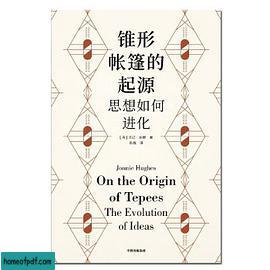 锥形
帐篷的
起源
思想如何
进化
Jonnie Hughes
On the Origin
of Tepees
The Evolution
of Ideas
中信出版集团
homeofpdf.com